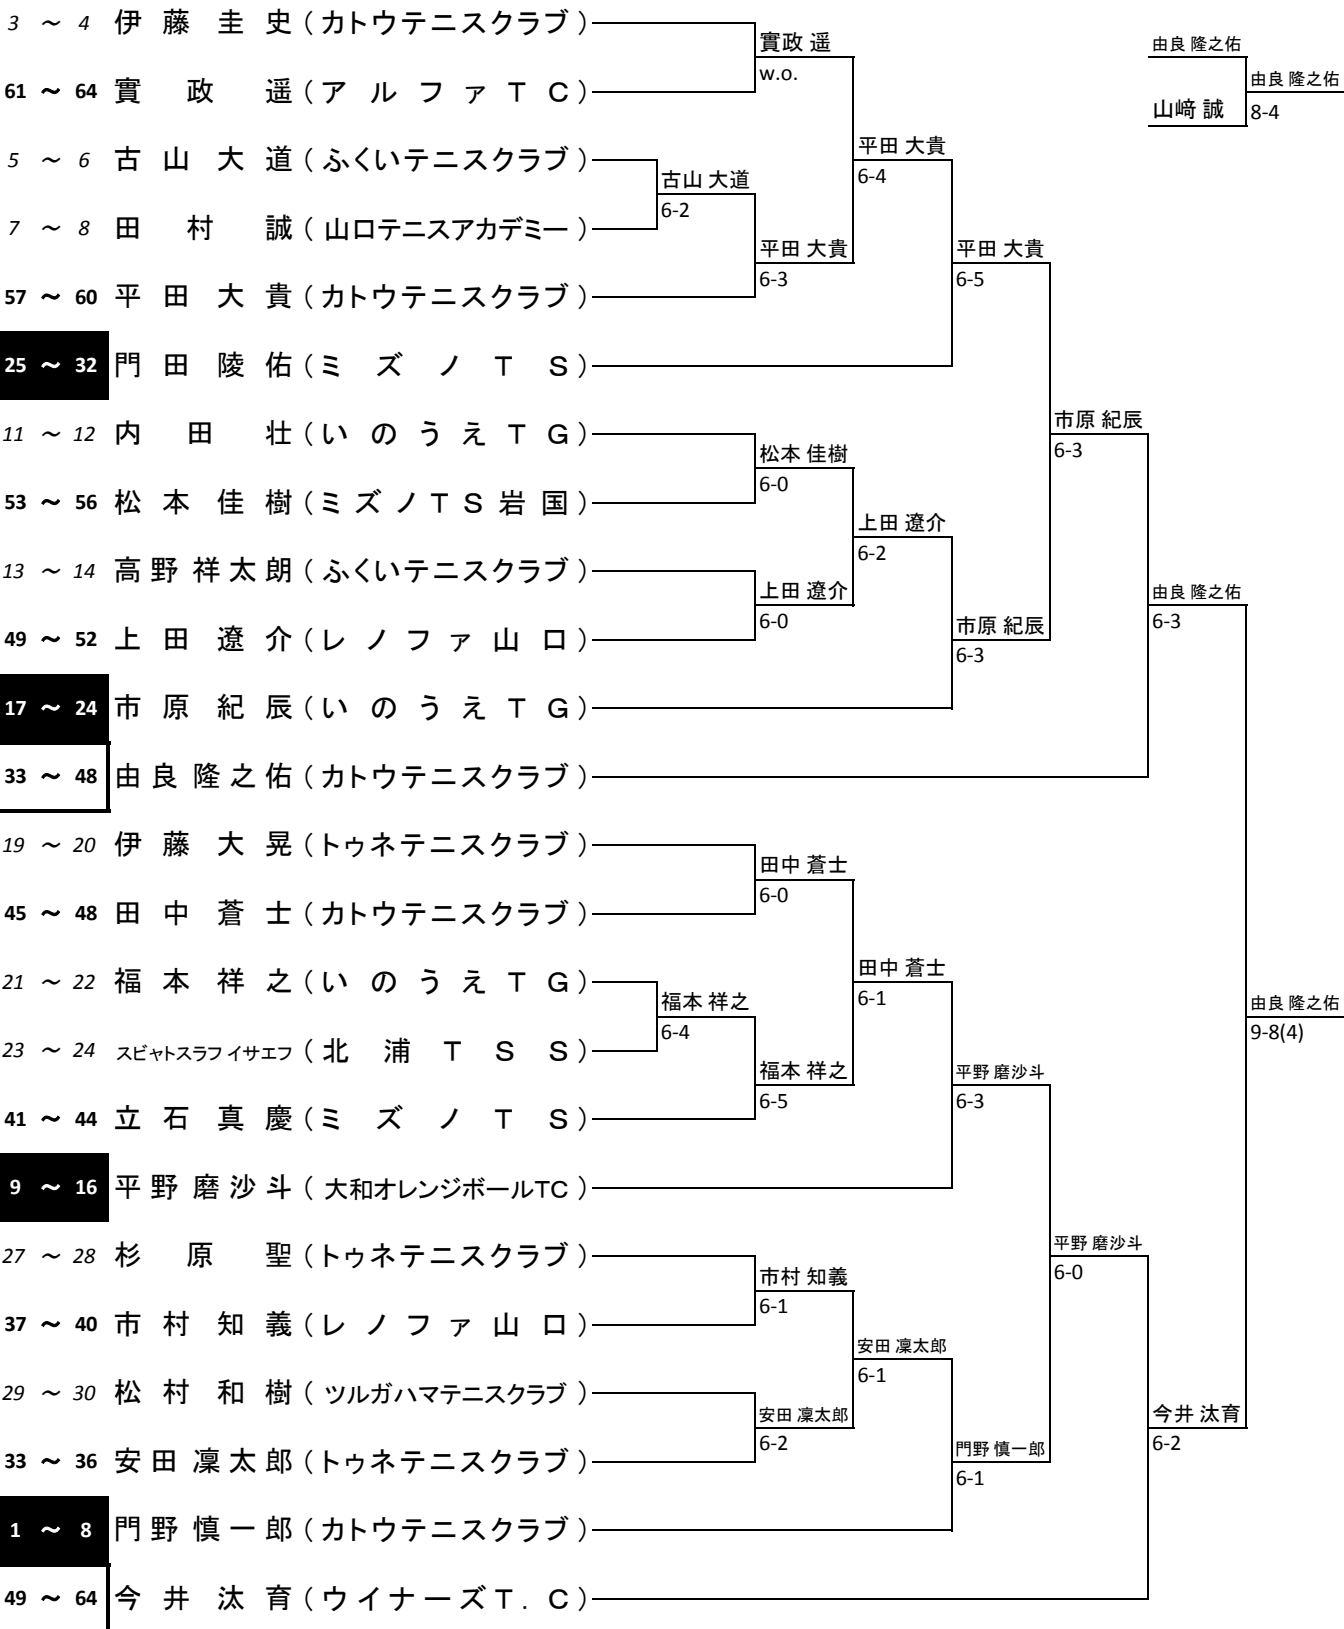 3 ～ 4 伊藤圭史（カトウテニスクラブ）
61 ～ 64 實政遥（アルファＴＣ）
5 ～ 6 古山大道（ふくいテニスクラブ）
7 ～ 8 田村誠（山口テニスアカデミー）
57 ～ 60 平田大貴（カトウテニスクラブ）
25 ～ 32 門田陵佑（ミズノＴＳ）
11 ～ 12 内田壮（いのうえＴＧ）
53 ～ 56 松本佳樹（ミズノＴＳ岩国）
13 ～ 14 高野祥太朗（ふくいテニスクラブ）
49 ～ 52 上田遼介（レノファ山口）
17 ～ 24 市原紀辰（いのうえＴＧ）
33 ～ 48 由良隆之佑（カトウテニスクラブ）
19 ～ 20 伊藤大晃（トゥネテニスクラブ）
45 ～ 48 田中蒼士（カトウテニスクラブ）
21 ～ 22 福本祥之（いのうえＴＧ）
23 ～ 24 スビャトスラフ イサエフ（北浦ＴＳＳ）
41 ～ 44 立石真慶（ミズノＴＳ）
9 ～ 16 平野磨沙斗（大和オレンジボールTC）
27 ～ 28 杉原聖（トゥネテニスクラブ）
37 ～ 40 市村知義（レノファ山口）
29 ～ 30 松村和樹（ツルガハマテニスクラブ）
33 ～ 36 安田凜太郎（トゥネテニスクラブ）
1 ～ 8 門野慎一郎（カトウテニスクラブ）
49 ～ 64 今井汰育（ウイナーズＴ．Ｃ）
古山 大道
6-2
福本 祥之
6-4
實政 遥
w.o.
平田 大貴
6-3
松本 佳樹
6-0
上田 遼介
6-0
田中 蒼士
6-0
福本 祥之
6-5
市村 知義
6-1
安田 凜太郎
6-2
平田 大貴
6-4
上田 遼介
6-2
田中 蒼士
6-1
安田 凜太郎
6-1
平田 大貴
6-5
市原 紀辰
6-3
平野 磨沙斗
6-3
門野 慎一郎
6-1
市原 紀辰
6-3
平野 磨沙斗
6-0
由良 隆之佑
6-3
今井 汰育
6-2
由良 隆之佑
9-8(4)
由良 隆之佑
山﨑 誠
由良 隆之佑
8-4